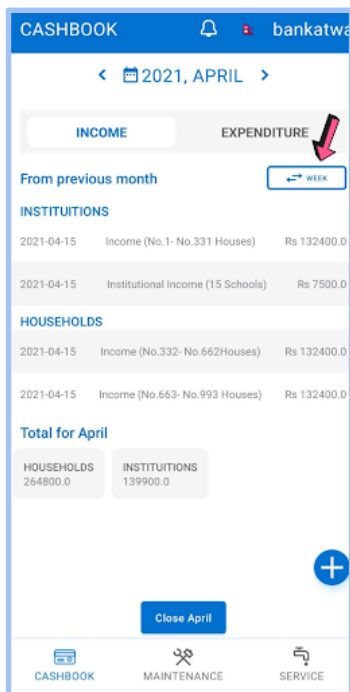 CASHBOOK bankatwa
2021, APRIL
INCOME EXPENDITURE
From previous month WEEK
INSTITUITIONS
2021-04-15 Income (No.1- No.331 Houses) Rs 132400.0
2021-04-15 Institutional Income (15 Schools) Rs 7500.0
HOUSEHOLDS
2021-04-15 Income (No.332- No.662Houses) Rs 132400.0
2021-04-15 Income (No.663- No.993 Houses) Rs 132400.0
Total for April
HOUSEHOLDS INSTITUTIONS
264800.0 139900.0
Close April
CASHBOOK MAINTENANCE SERVICE